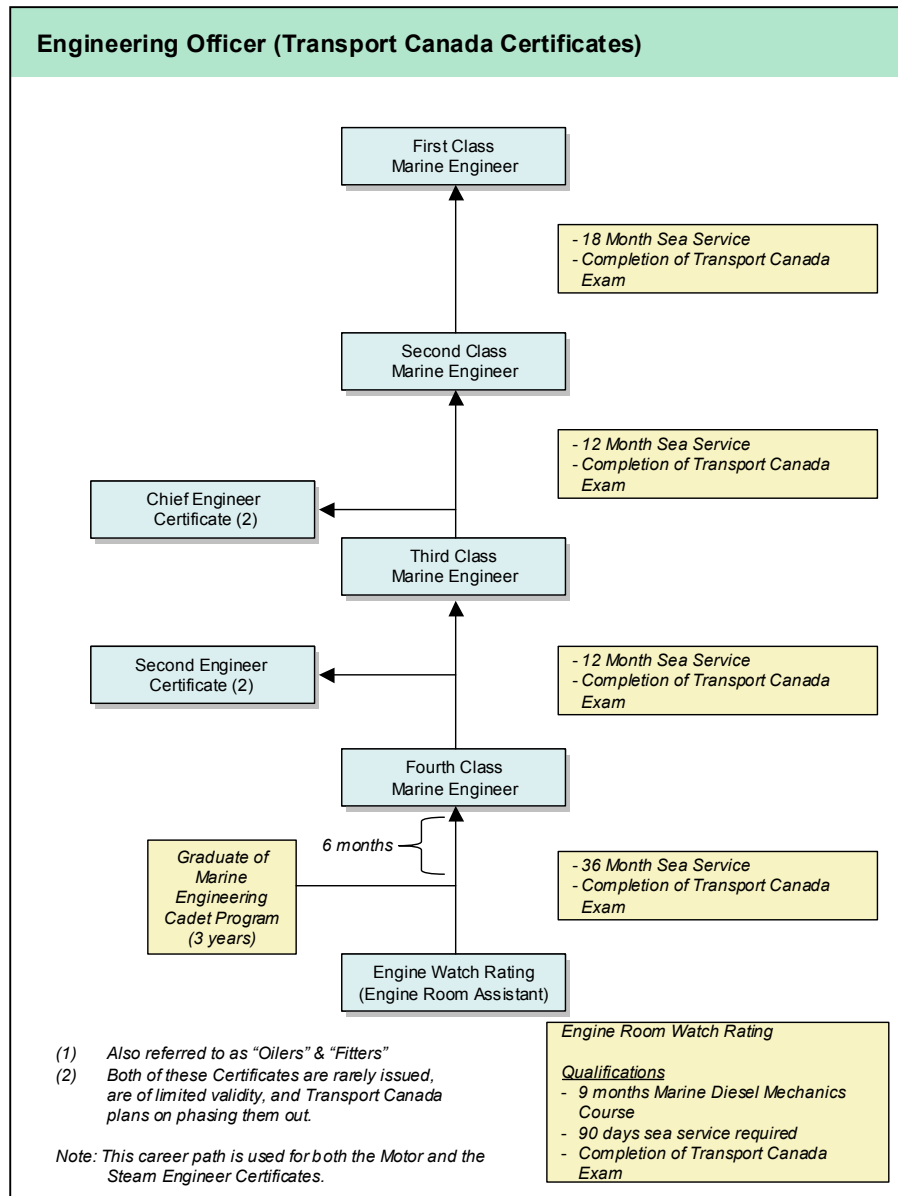 Engineering Officer (Transport Canada Certificates)
First Class
Marine Engineer
- 18 Month Sea Service
- Completion of Transport Canada
Exam
Second Class
Marine Engineer
- 12 Month Sea Service
- Completion of Transport Canada
Exam
Chief Engineer
Certificate (2)
Third Class
Marine Engineer
Second Engineer
Certificate (2)
- 12 Month Sea Service
- Completion of Transport Canada
Exam
Fourth Class
Marine Engineer
6 months
Graduate of
Marine
Engineering
Cadet Program
(3 years)
- 36 Month Sea Service
- Completion of Transport Canada
Exam
Engine Watch Rating
(Engine Room Assistant)
(1) Also referred to as “Oilers” & “Fitters”
(2) Both of these Certificates are rarely issued,
are of limited validity, and Transport Canada
plans on phasing them out.
Note: This career path is used for both the Motor and the
Steam Engineer Certificates.
Engine Room Watch Rating
Qualifications
- 9 months Marine Diesel Mechanics
Course
- 90 days sea service required
- Completion of Transport Canada
Exam